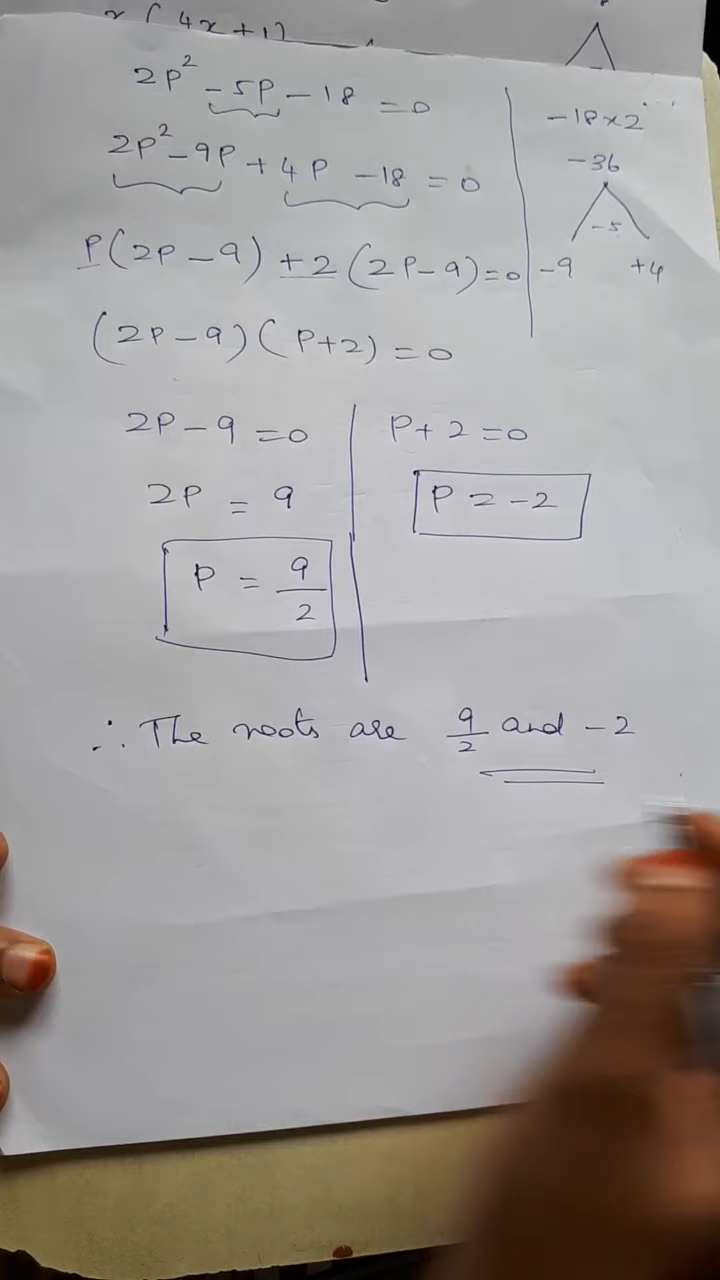 x(4x+1)
2p² - 5p - 18 = 0
2p² - 9p + 4p - 18 = 0
p(2p - 9) + 2(2p - 9) = 0
(2p - 9)(p + 2) = 0
-18 × 2
-36
-5
-9 +4
2p - 9 = 0
2p = 9
p = 9/2
p + 2 = 0
p = -2
∴ The roots are 9/2 and -2